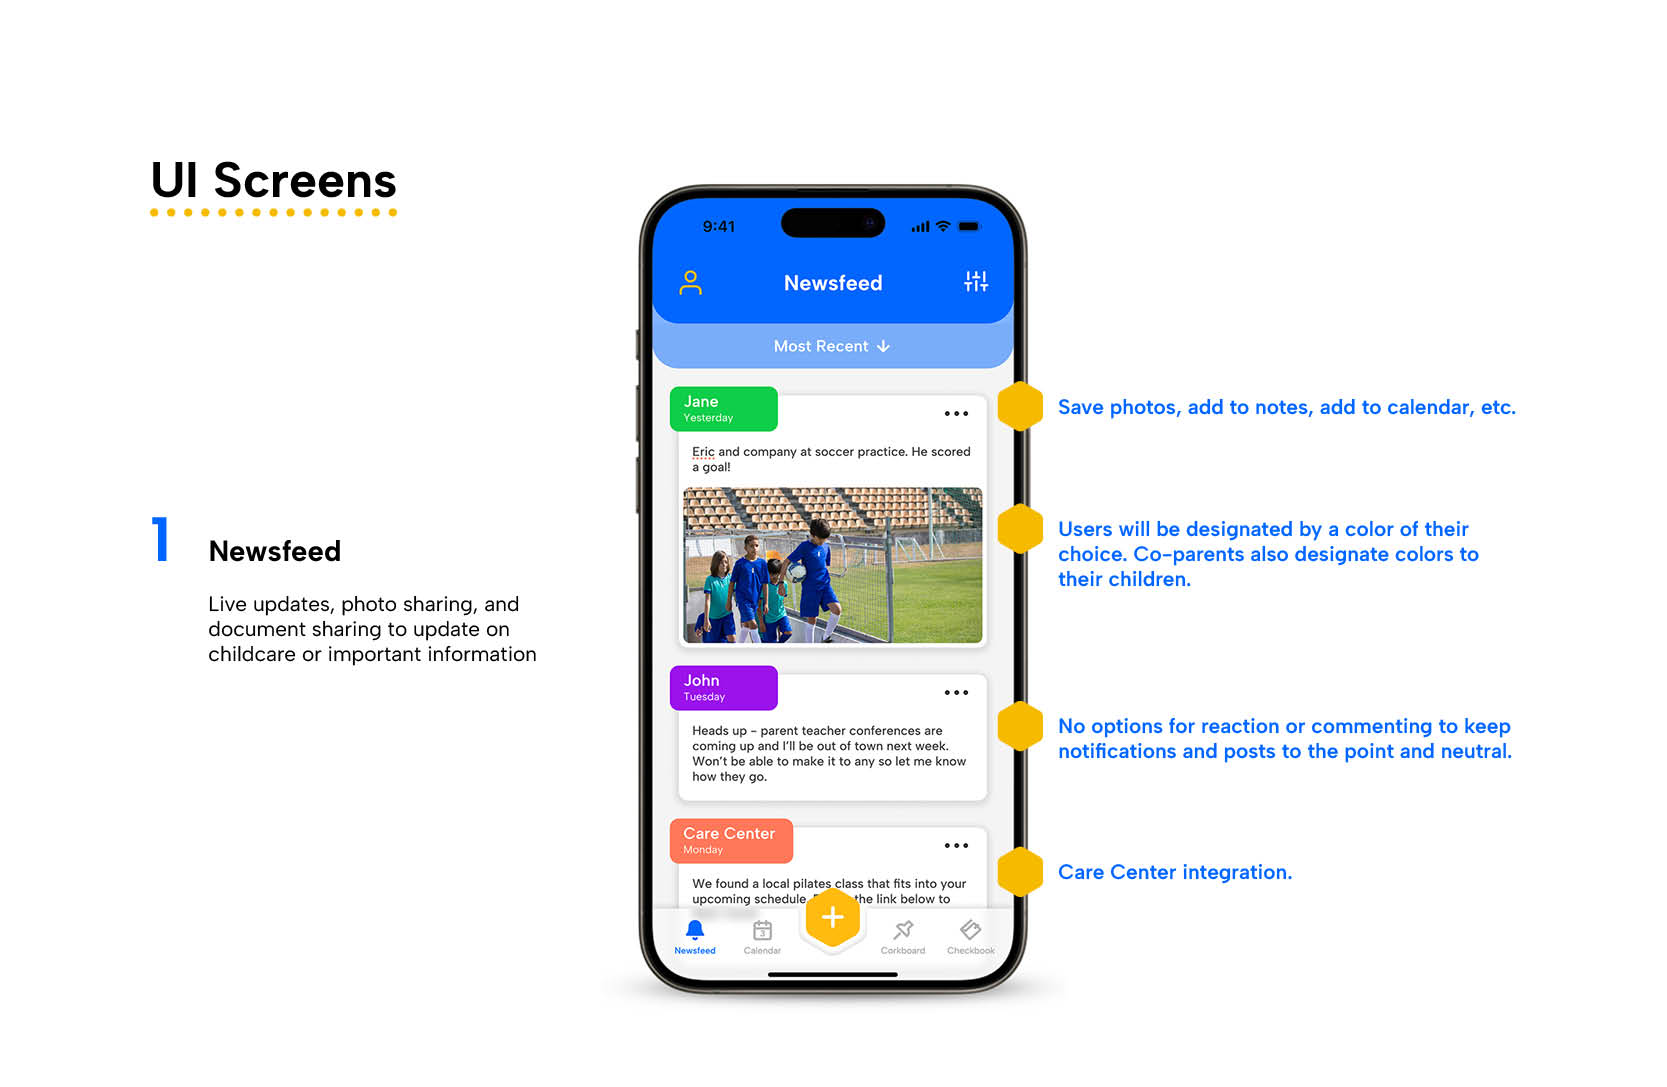 UI Screens
1
Newsfeed
Live updates, photo sharing, and
document sharing to update on
childcare or important information
9:41
Newsfeed
Most Recent ↓
Jane
Yesterday
Eric and company at soccer practice. He scored
a goal!
John
Tuesday
Heads up - parent teacher conferences are
coming up and I'll be out of town next week.
Won't be able to make it to any so let me know
how they go.
Care Center
Monday
We found a local pilates class that fits into your
upcoming schedule. the link below to
Newsfeed
3
Calendar
+
Corkboard
Checkbook
Save photos, add to notes, add to calendar, etc.
Users will be designated by a color of their
choice. Co-parents also designate colors to
their children.
No options for reaction or commenting to keep
notifications and posts to the point and neutral.
Care Center integration.